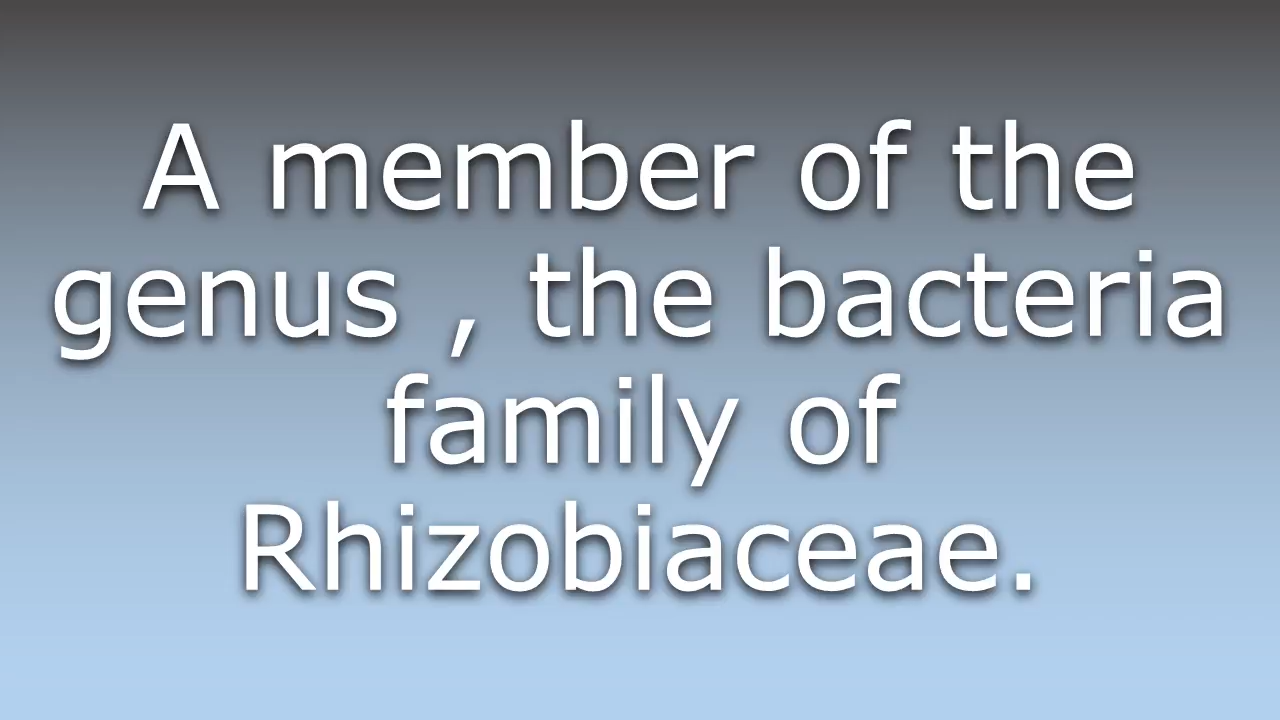 A member of the
genus , the bacteria
family of
Rhizobiaceae.